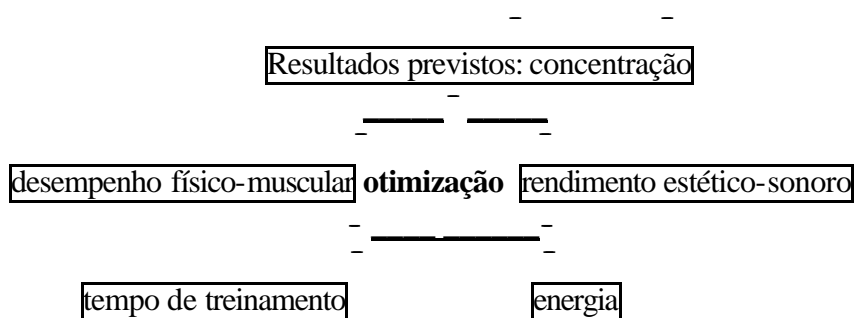 Resultados previstos: concentração
desempenho físico-muscular otimização rendimento estético-sonoro
tempo de treinamento energia